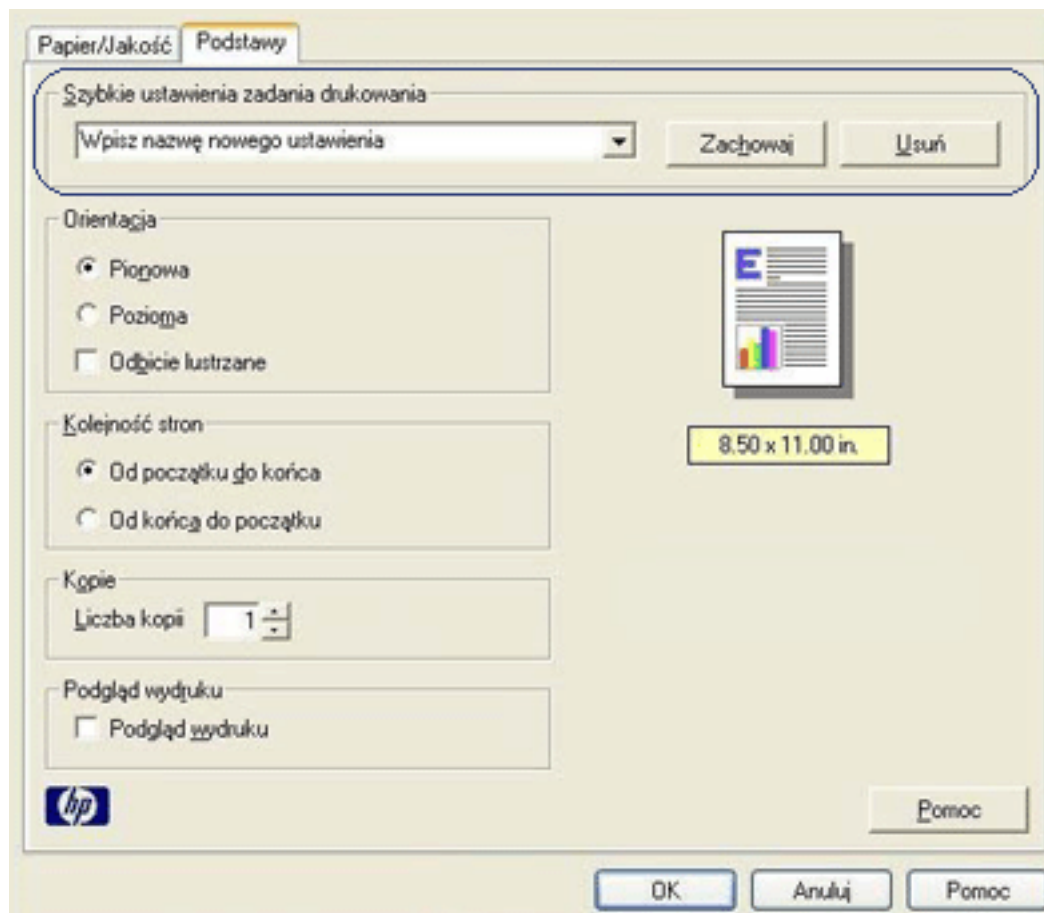 Papier/Jakość Podstawy
Szybkie ustawienia zadania drukowania
Wpisz nazwę nowego ustawienia Zachowaj Usuń
Orientacja
Pionowa
Pozioma
Odbicie lustrzane
E
Kolejność stron
Od początku do końca
Od końca do początku
8.50 x 11.00 in.
Kopie
Liczba kopii 1
Podgląd wydruku
Podgląd wydruku
hp
Pomoc
OK Anuluj Pomoc